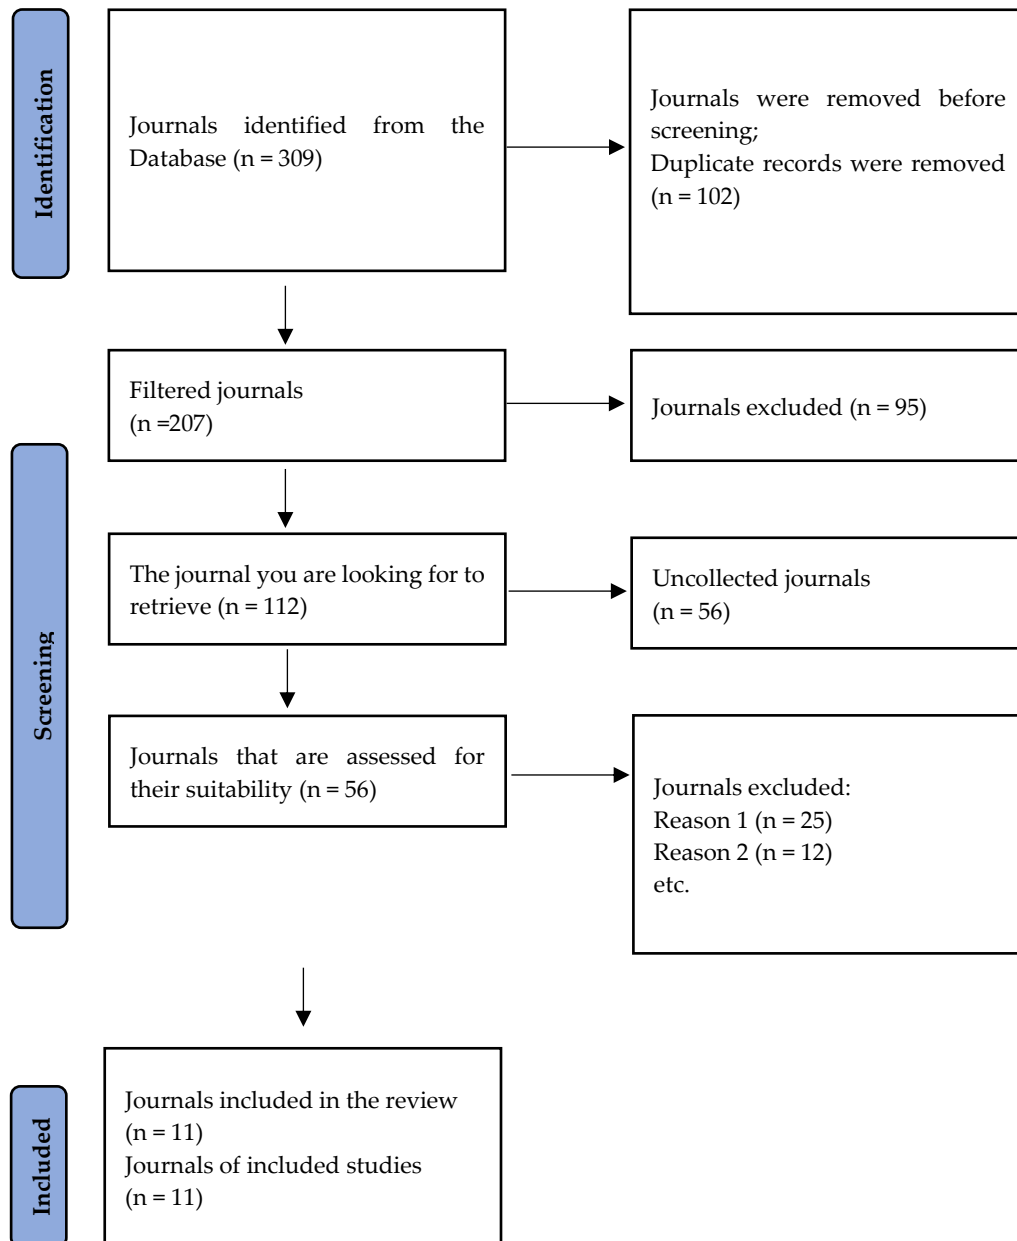 Identification
Journals identified from the
Database (n = 309)
Journals were removed before
screening;
Duplicate records were removed
(n = 102)
Filtered journals
(n =207)
Journals excluded (n = 95)
Screening
The journal you are looking for to
retrieve (n = 112)
Uncollected journals
(n = 56)
Journals that are assessed for
their suitability (n = 56)
Journals excluded:
Reason 1 (n = 25)
Reason 2 (n = 12)
etc.
Included
Journals included in the review
(n = 11)
Journals of included studies
(n = 11)